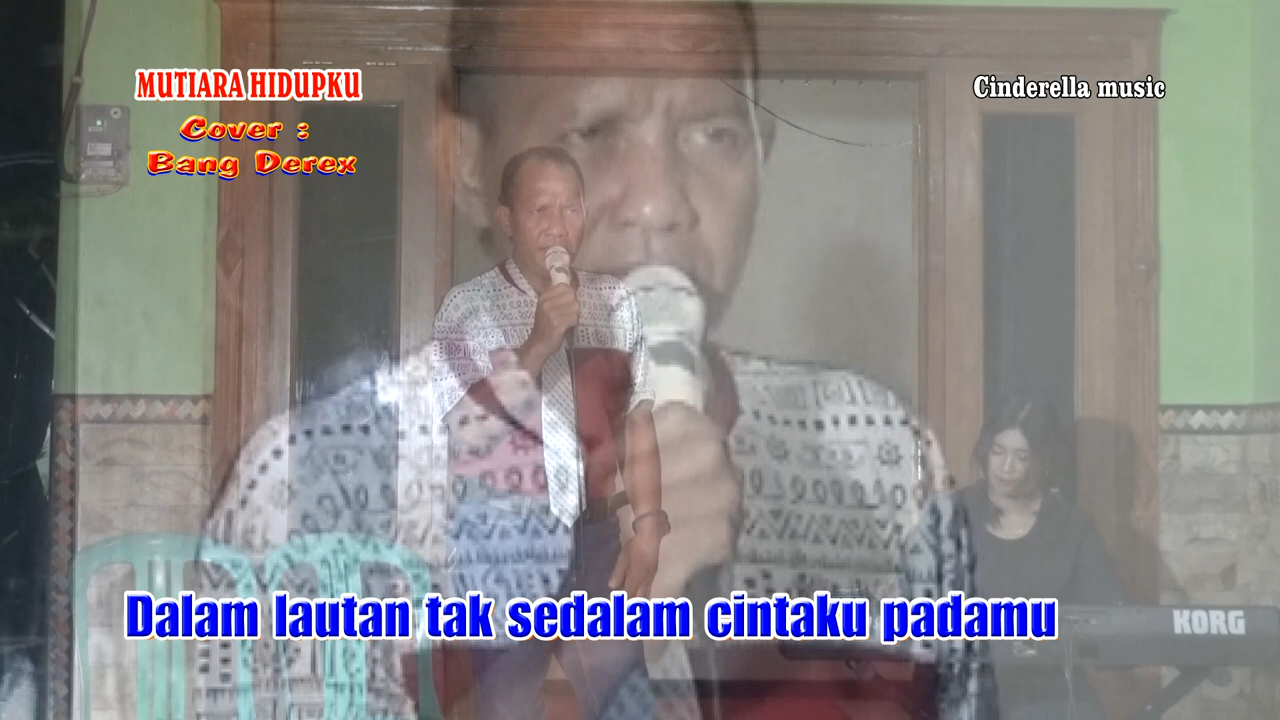 MUTIARA HIDUPKU
Cover :
Bang Derex
Cinderella music
Dalam lautan tak sedalam cintaku padamu
KORG